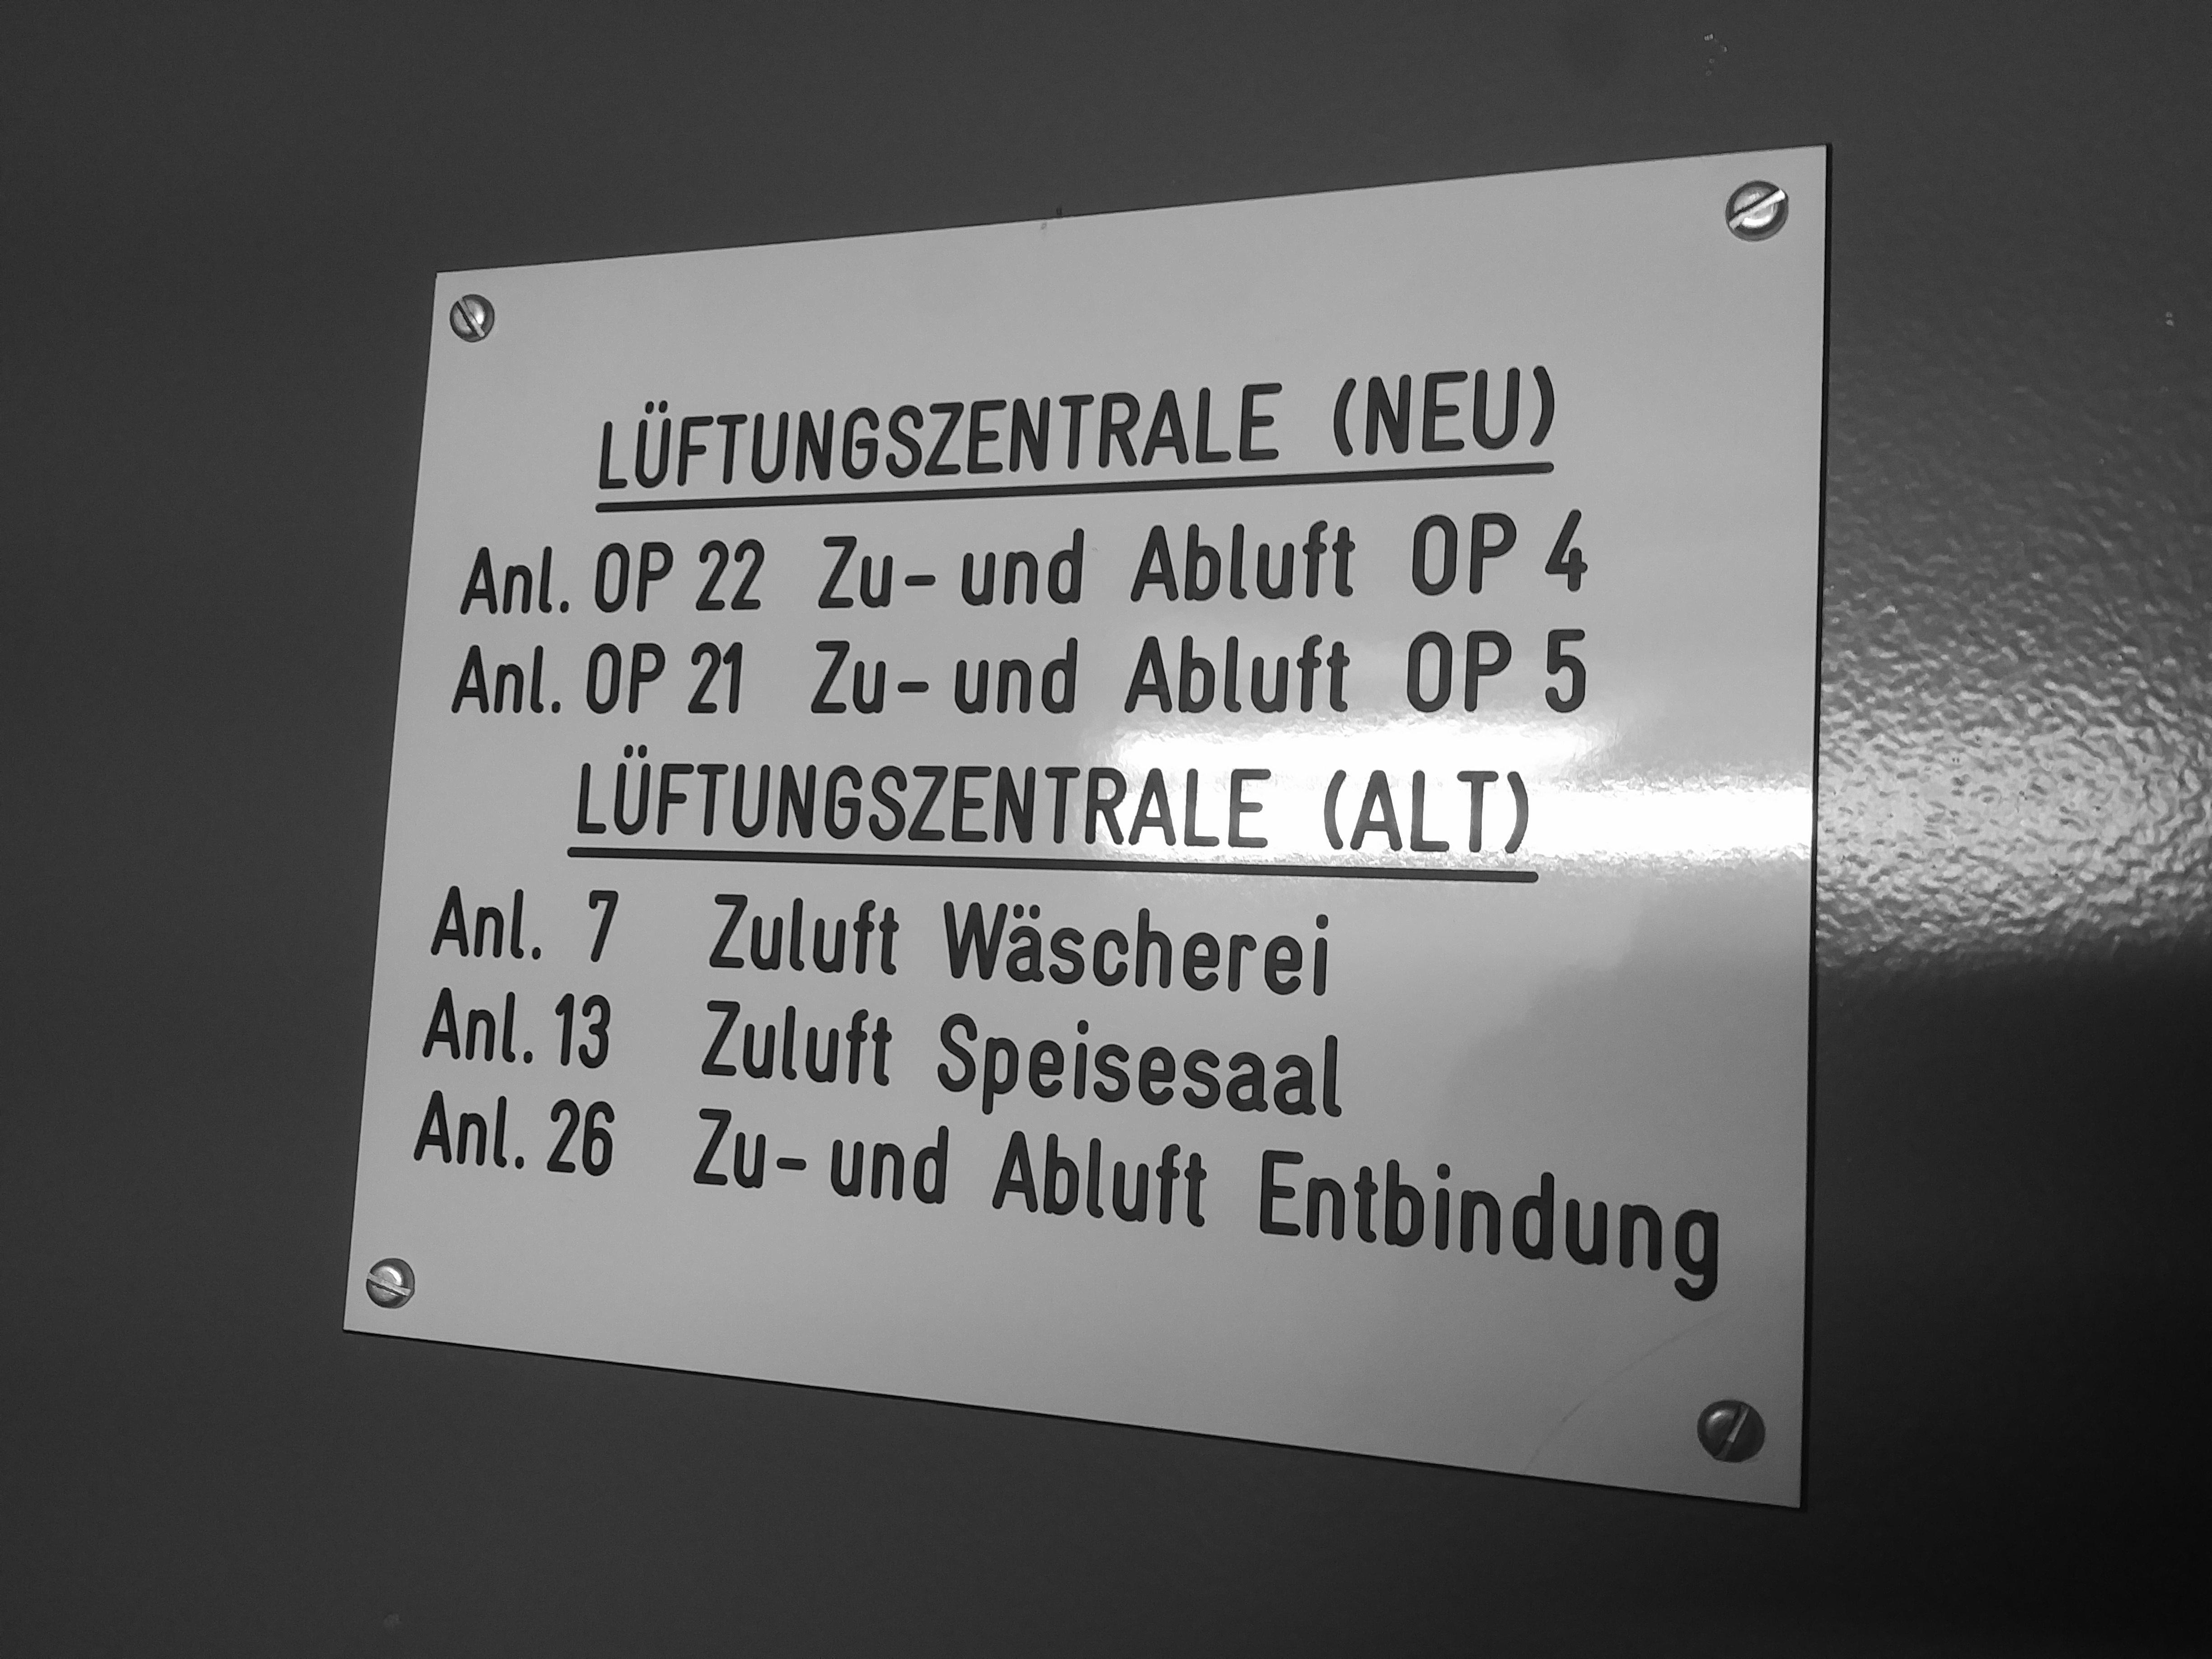 LÜFTUNGSZENTRALE (NEU)
Anl. OP 22 Zu- und Abluft OP 4
Anl. OP 21 Zu- und Abluft OP 5
LÜFTUNGSZENTRALE (ALT)
Anl. 7 Zuluft Wäscherei
Anl. 13 Zuluft Speisesaal
Anl. 26 Zu- und Abluft Entbindung